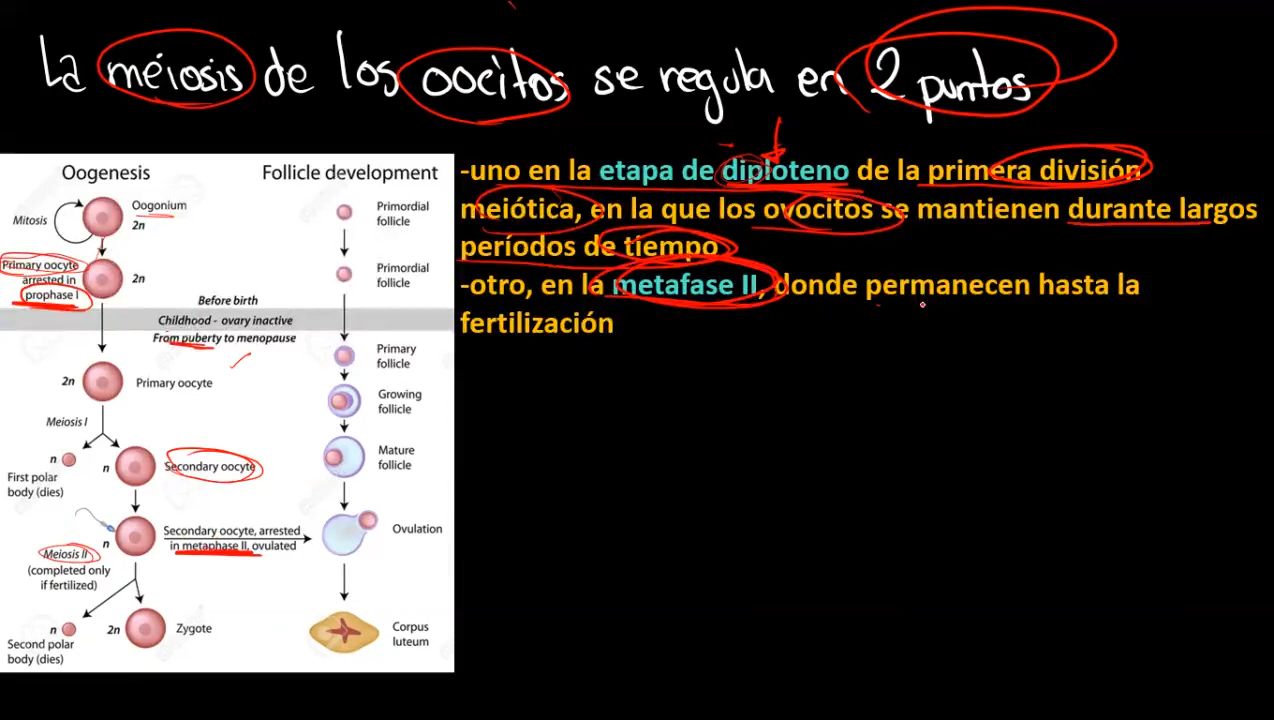 La meiosis de los oocitos se regula en 2 puntos
-uno en la etapa de diploteno de la primera división
meiótica, en la que los ovocitos se mantienen durante largos
períodos de tiempo
-otro, en la metafase II, donde permanecen hasta la
fertilización
Oogenesis
Follicle development
Oogonium
Mitosis
2n
Primordial
follicle
Primary oocyte
arrested in
prophase I
2n
Primordial
follicle
Before birth
Childhood - ovary inactive
From puberty to menopause
2n
Primary oocyte
Primary
follicle
Meiosis I
Growing
follicle
n
First polar
body (dies)
n
Secondary oocyte
Mature
follicle
n
Secondary oocyte, arrested
in metaphase II, ovulated
Ovulation
Meiosis II
(completed only
if fertilized)
n
Second polar
body (dies)
2n
Zygote
Corpus
luteum